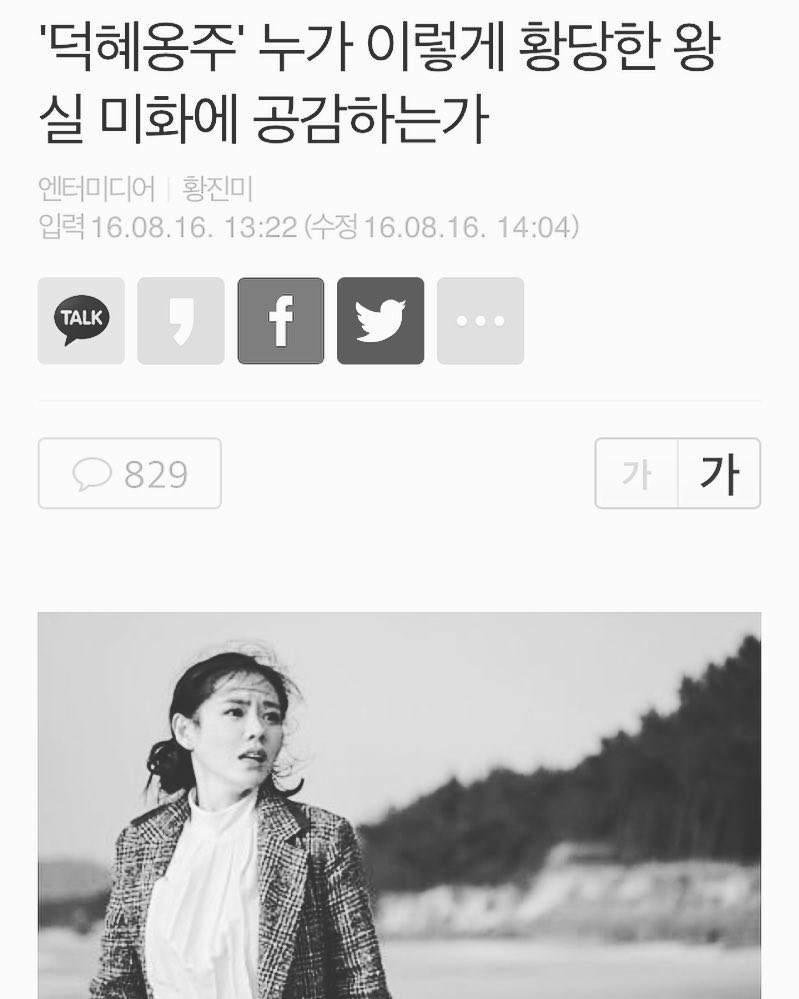 '덕혜옹주' 누가 이렇게 황당한 왕
실 미화에 공감하는가
엔터미디어 | 황진미
입력 16.08.16. 13:22 (수정 16.08.16. 14:04)
TALK
829
가 가